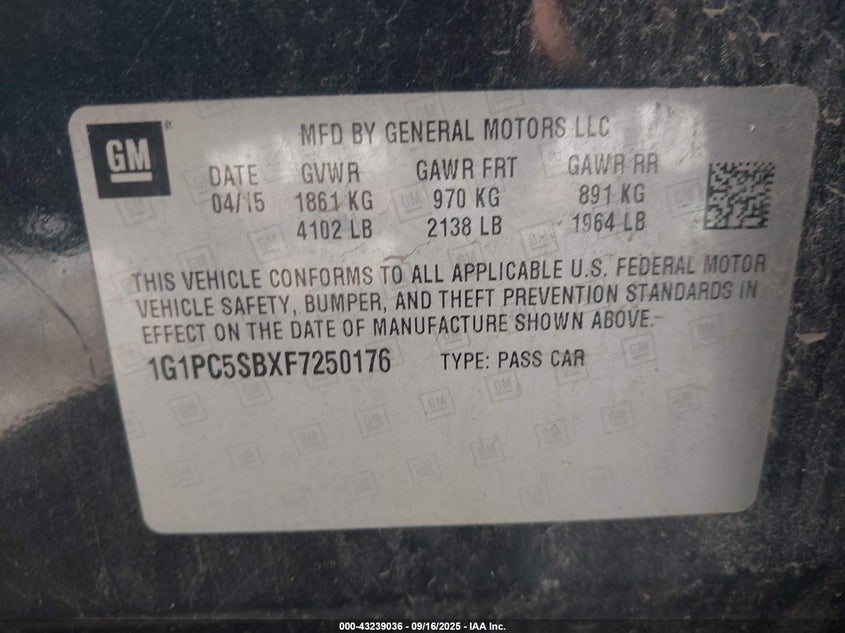 GM
MFD BY GENERAL MOTORS LLC
DATE GVWR GAWR FRT GAWR RR
04/15 1861 KG 970 KG 891 KG
4102 LB 2138 LB 1964 LB
THIS VEHICLE CONFORMS TO ALL APPLICABLE U.S. FEDERAL MOTOR
VEHICLE SAFETY, BUMPER, AND THEFT PREVENTION STANDARDS IN
EFFECT ON THE DATE OF MANUFACTURE SHOWN ABOVE.
1G1PC5SBXF7250176 TYPE: PASS CAR
000-43239036 - 09/16/2025 - IAA Inc.